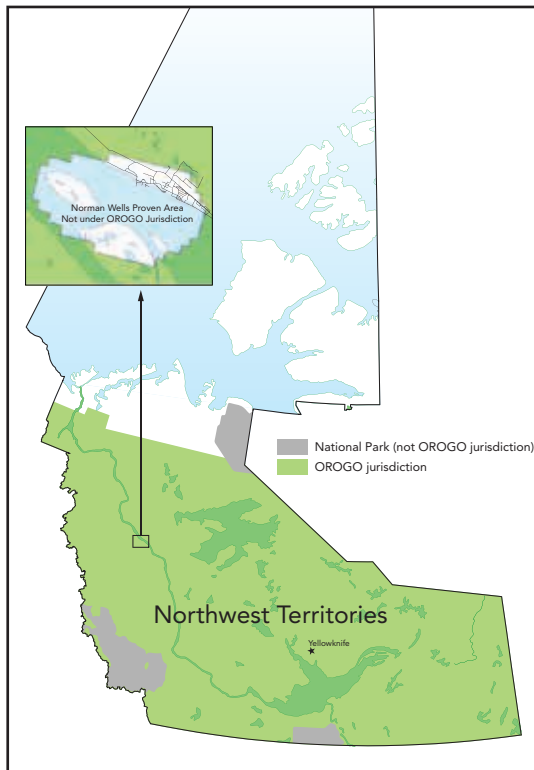 Norman Wells Proven Area
Not under OROGO Jurisdiction
National Park (not OROGO jurisdiction)
OROGO jurisdiction
Northwest Territories
Yellowknife